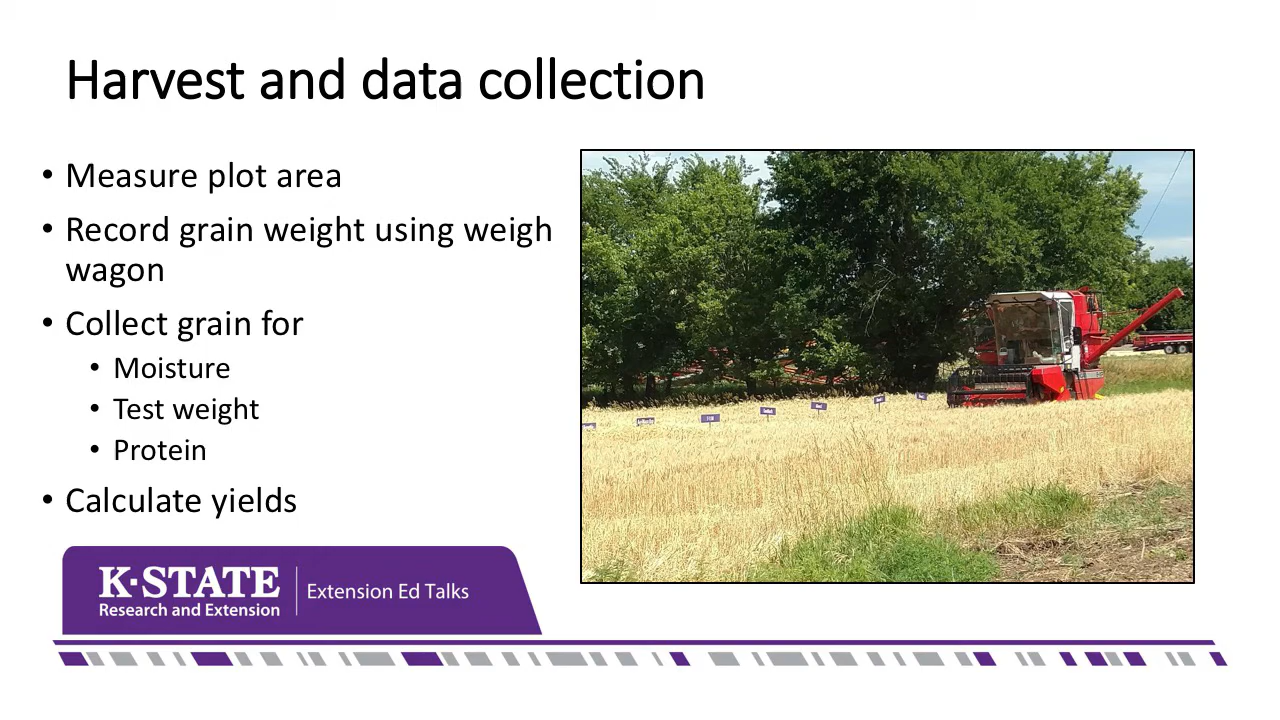 Harvest and data collection
• Measure plot area
• Record grain weight using weigh
wagon
• Collect grain for
• Moisture
• Test weight
• Protein
• Calculate yields
K·STATE
Research and Extension
Extension Ed Talks